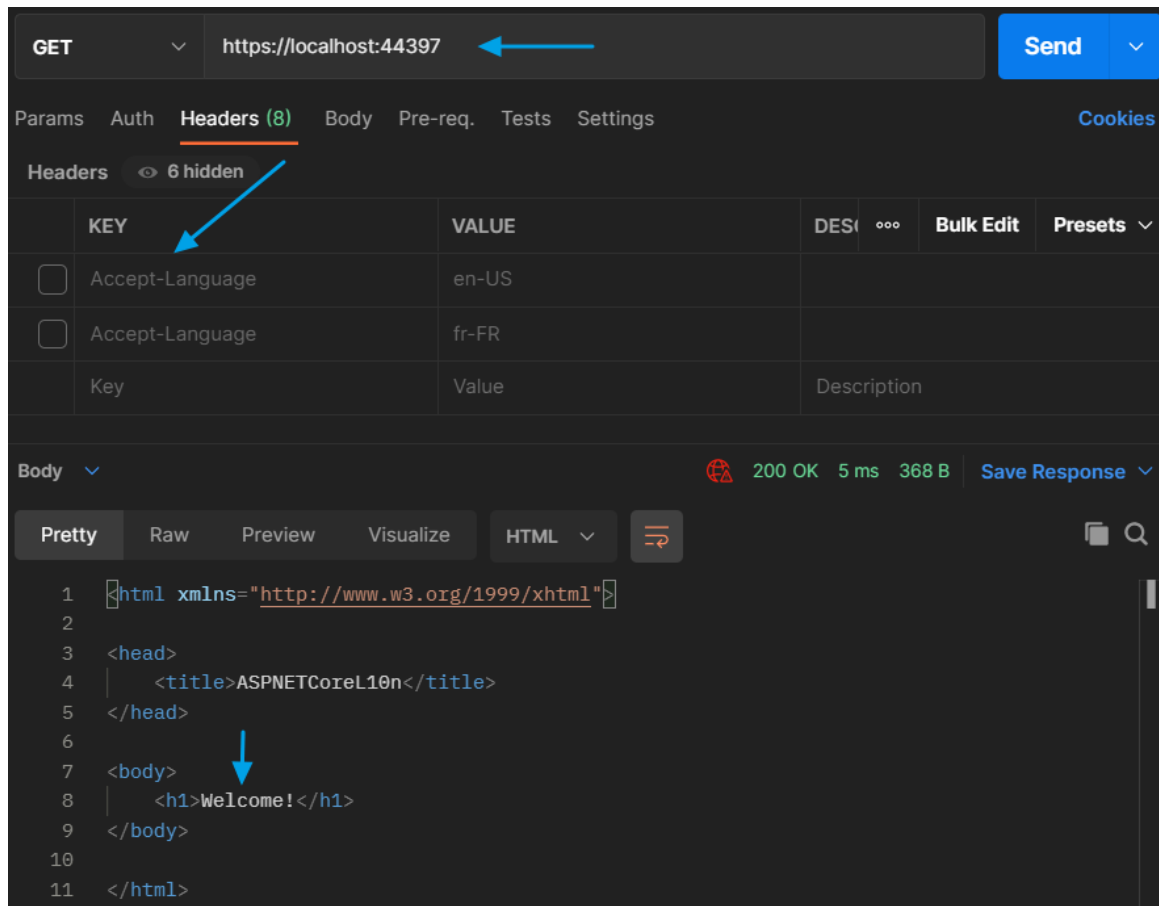 GET https://localhost:44397 Send
Params Auth Headers (8) Body Pre-req. Tests Settings Cookies
Headers 6 hidden
KEY VALUE DESC Bulk Edit Presets
Accept-Language en-US
Accept-Language fr-FR
Key Value Description
Body 200 OK 5 ms 368 B Save Response
Pretty Raw Preview Visualize HTML
1 <html xmlns="http://www.w3.org/1999/xhtml">
2
3 <head>
4 <title>ASPNETCoreL10n</title>
5 </head>
6
7 <body>
8 <h1>Welcome!</h1>
9 </body>
10
11 </html>